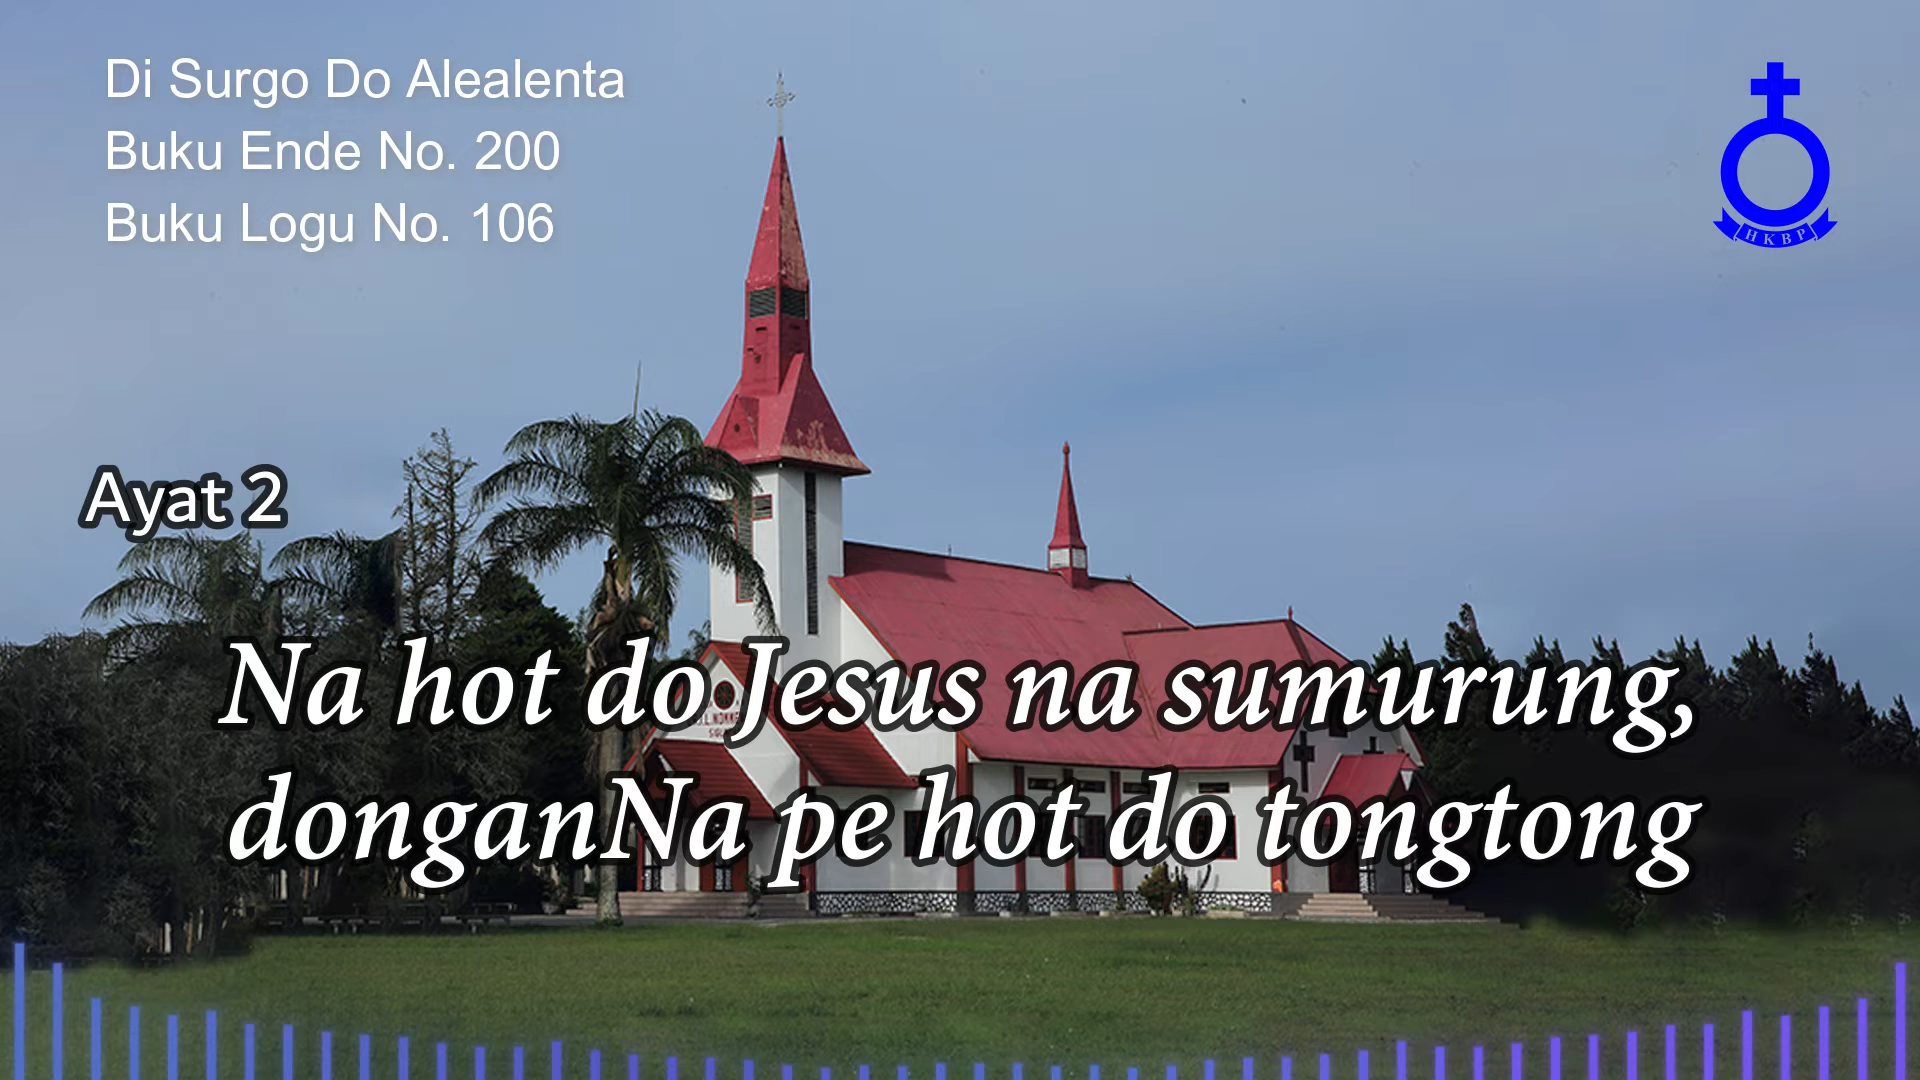 Di Surgo Do Alealenta
Buku Ende No. 200
Buku Logu No. 106
HKBP
Ayat 2
Na hot do Jesus na sumurung,
donganNa pe hot do tongtong